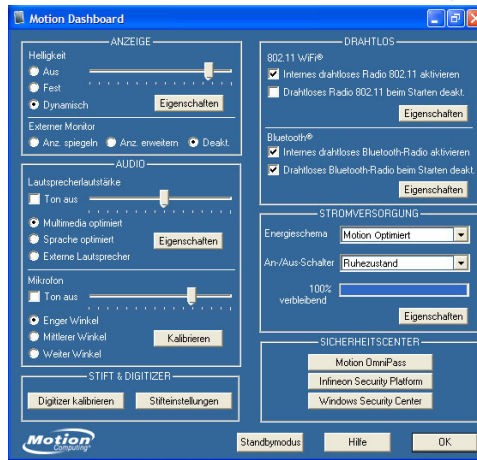 Motion Dashboard
ANZEIGE
Helligkeit
Aus
Fest
Dynamisch
Eigenschaften
Externer Monitor
Anz. spiegeln Anz. erweitern Deakt.
AUDIO
Lautsprecherlautstärke
Ton aus
Multimedia optimiert
Sprache optimiert
Eigenschaften
Externe Lautsprecher
Mikrofon
Ton aus
Enger Winkel
Mittlerer Winkel
Kalibrieren
Weiter Winkel
STIFT & DIGITIZER
Digitizer kalibrieren Stifteinstellungen
DRAHTLOS
802.11 WiFi®
Internes drahtloses Radio 802.11 aktivieren
Drahtloses Radio 802.11 beim Starten deakt.
Eigenschaften
Bluetooth®
Internes drahtloses Bluetooth-Radio aktivieren
Drahtloses Bluetooth-Radio beim Starten deakt.
Eigenschaften
STROMVERSORGUNG
Energieschema Motion Optimiert
An-/Aus-Schalter Ruhezustand
100%
verbleibend
Eigenschaften
SICHERHEITSCENTER
Motion OmniPass
Infineon Security Platform
Windows Security Center
Motion
Computing®
Standbymodus Hilfe OK